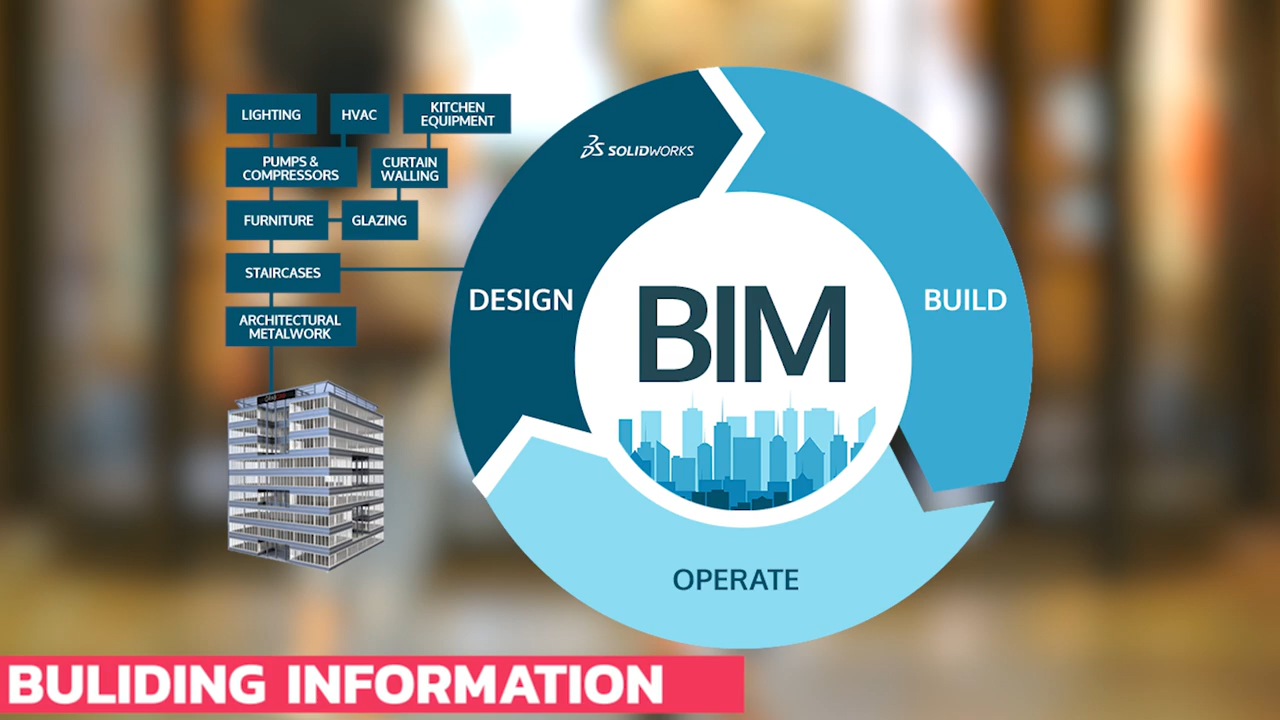 LIGHTING
HVAC
KITCHEN
EQUIPMENT
PUMPS &
COMPRESSORS
CURTAIN
WALLING
FURNITURE
GLAZING
STAIRCASES
ARCHITECTURAL
METALWORK
SOLIDWORKS
DESIGN
BUILD
BIM
OPERATE
BULIDING INFORMATION